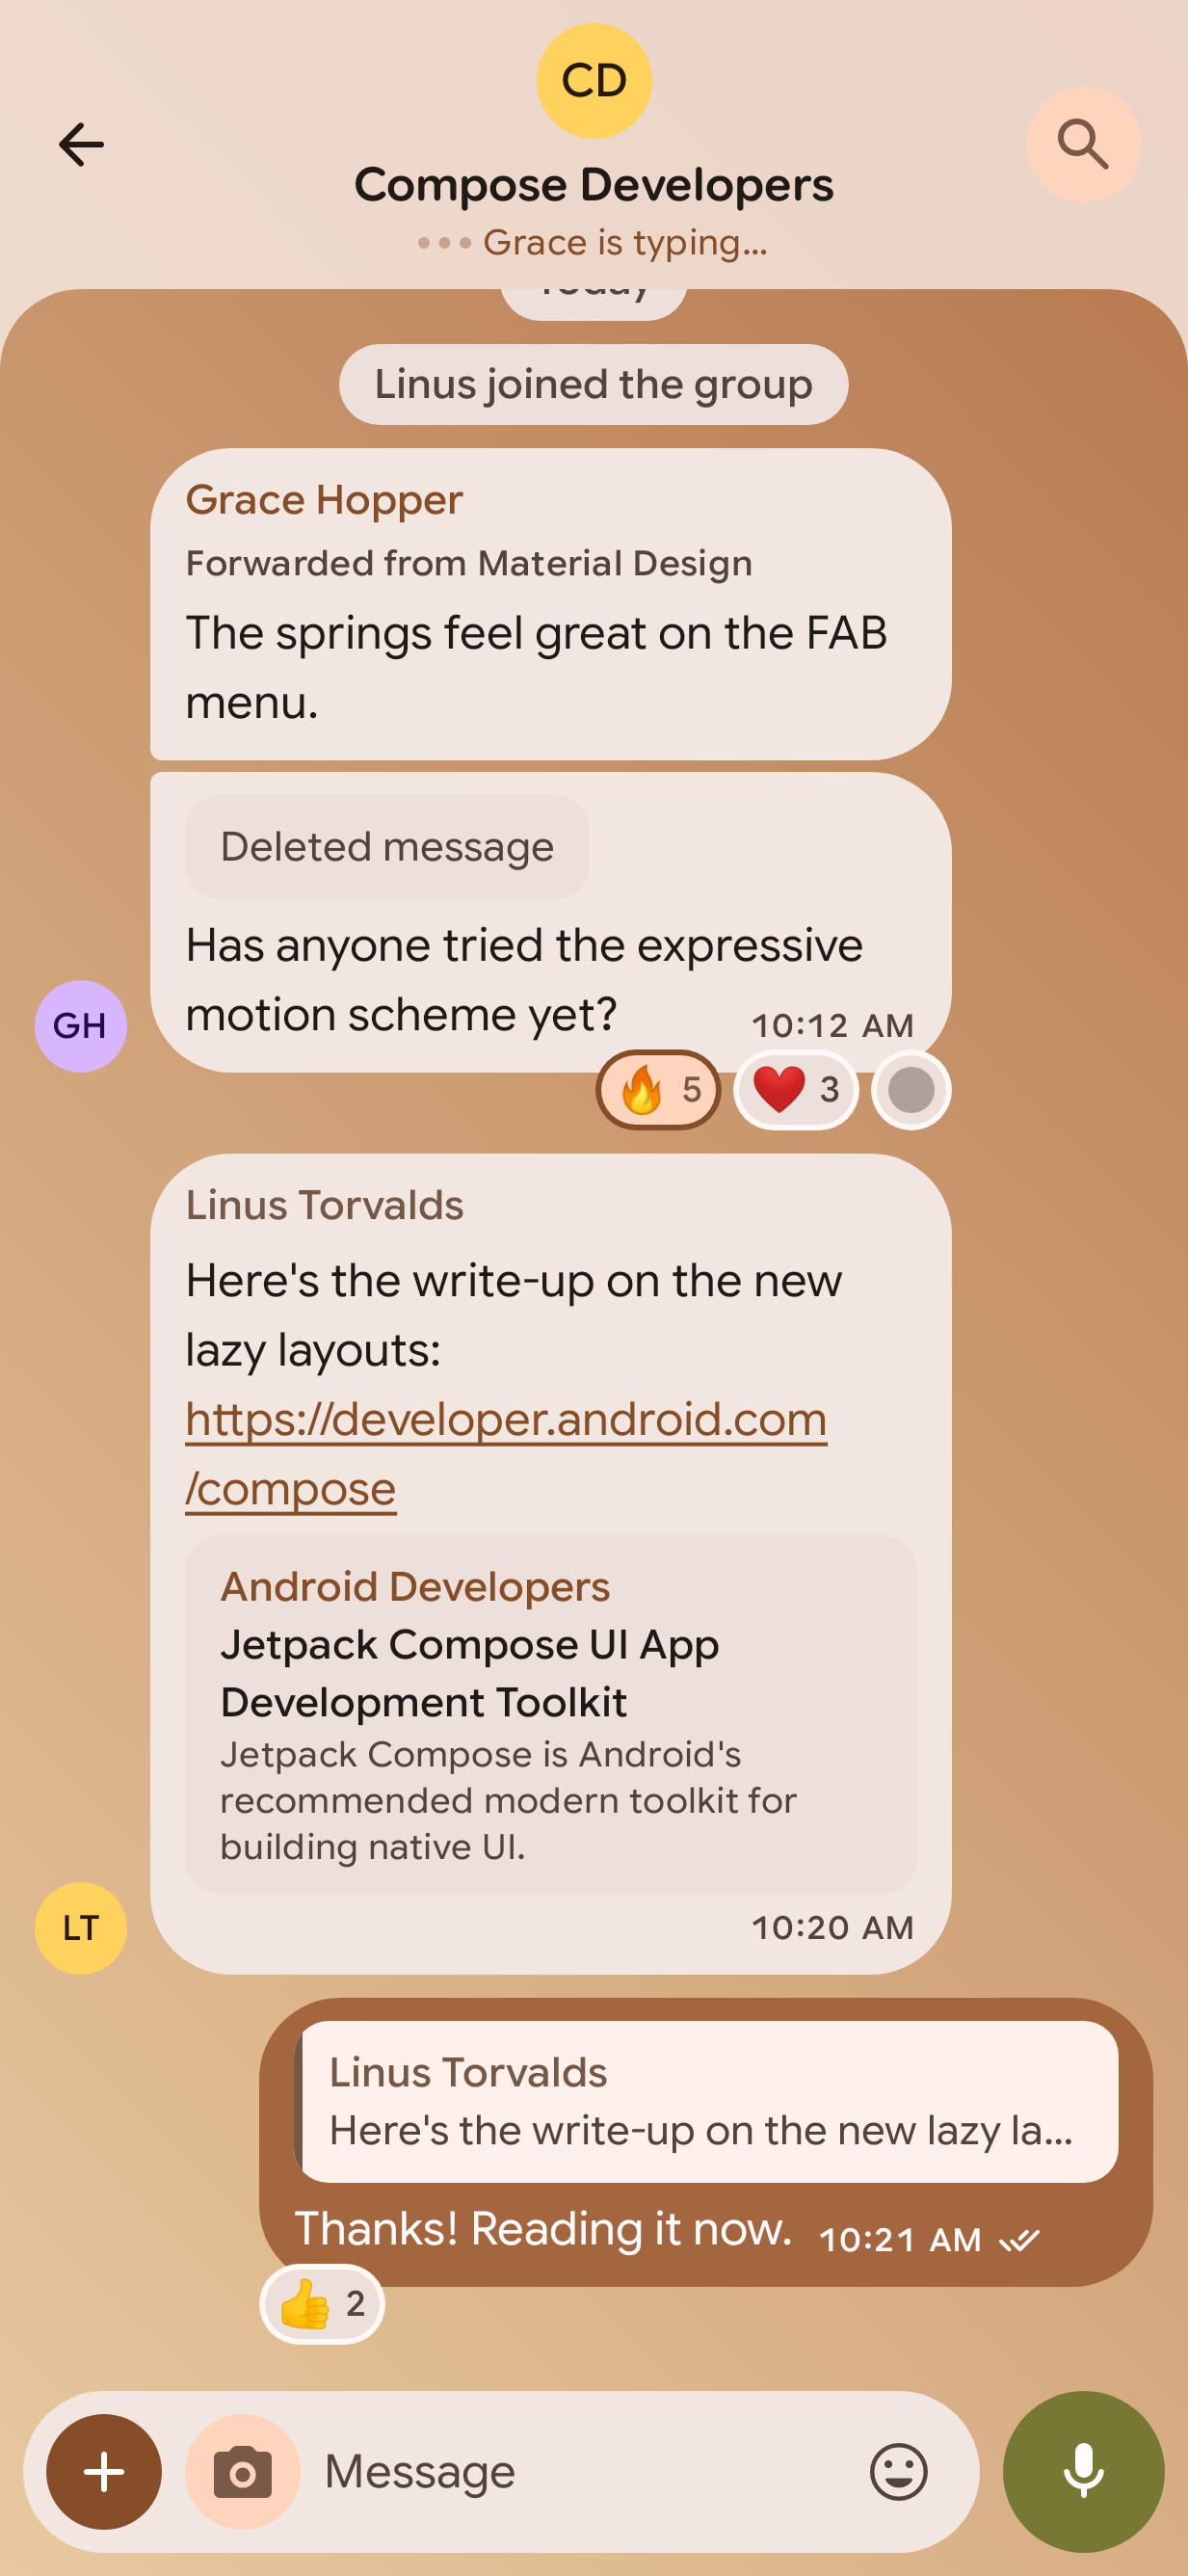 CD
Compose Developers
Grace is typing...
Today
Linus joined the group
Grace Hopper
Forwarded from Material Design
The springs feel great on the FAB
menu.
Deleted message
Has anyone tried the expressive
motion scheme yet?
10:12 AM
GH
🔥 5
❤️ 3
Linus Torvalds
Here's the write-up on the new
lazy layouts:
https://developer.android.com
/compose
Android Developers
Jetpack Compose UI App
Development Toolkit
Jetpack Compose is Android's
recommended modern toolkit for
building native UI.
10:20 AM
LT
Linus Torvalds
Here's the write-up on the new lazy la...
Thanks! Reading it now. 10:21 AM
👍 2
Message